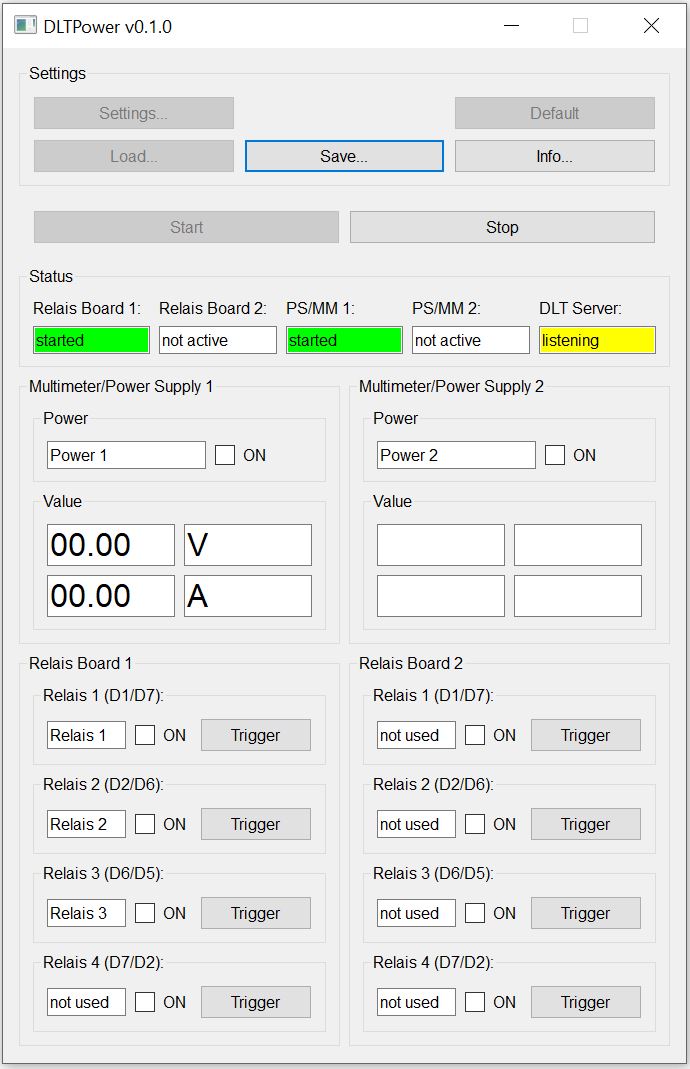 DLTPower v0.1.0
Settings
Settings... Default
Load... Save... Info...
Start Stop
Status
Relais Board 1: Relais Board 2: PS/MM 1: PS/MM 2: DLT Server:
started not active started not active listening
Multimeter/Power Supply 1 Multimeter/Power Supply 2
Power Power
Power 1 ON Power 2 ON
Value Value
00.00 V
00.00 A
Relais Board 1 Relais Board 2
Relais 1 (D1/D7): Relais 1 (D1/D7):
Relais 1 ON Trigger not used ON Trigger
Relais 2 (D2/D6): Relais 2 (D2/D6):
Relais 2 ON Trigger not used ON Trigger
Relais 3 (D6/D5): Relais 3 (D6/D5):
Relais 3 ON Trigger not used ON Trigger
Relais 4 (D7/D2): Relais 4 (D7/D2):
not used ON Trigger not used ON Trigger